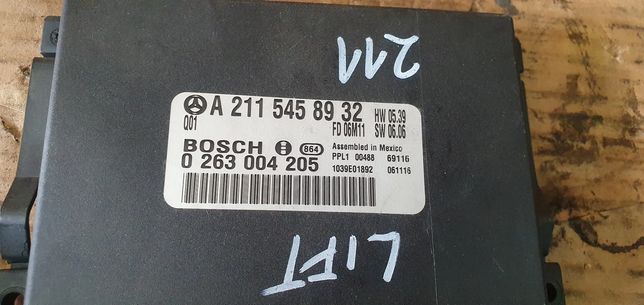 211
A 211 545 89 32 HW 05.39
Q01 FD 06M11 SW 06.06
BOSCH 864 Assembled in Mexico
0 263 004 205 PPL1 00488 69116
1039E01892 061116
LIFT